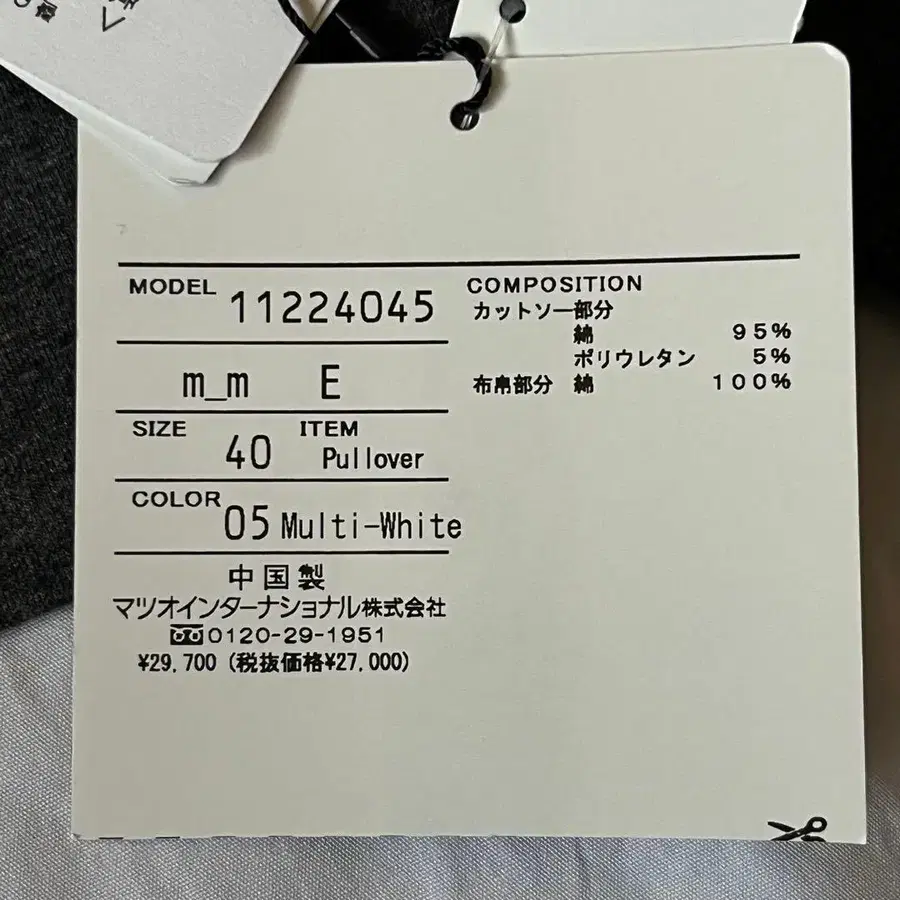 MODEL 11224045
m_m E
SIZE 40 ITEM Pullover
COLOR 05 Multi-White
中国製
マツオインターナショナル株式会社
0120-29-1951
¥29,700 (税抜価格¥27,000)
COMPOSITION
カットソー部分
綿 95%
ポリウレタン 5%
布帛部分 綿 100%